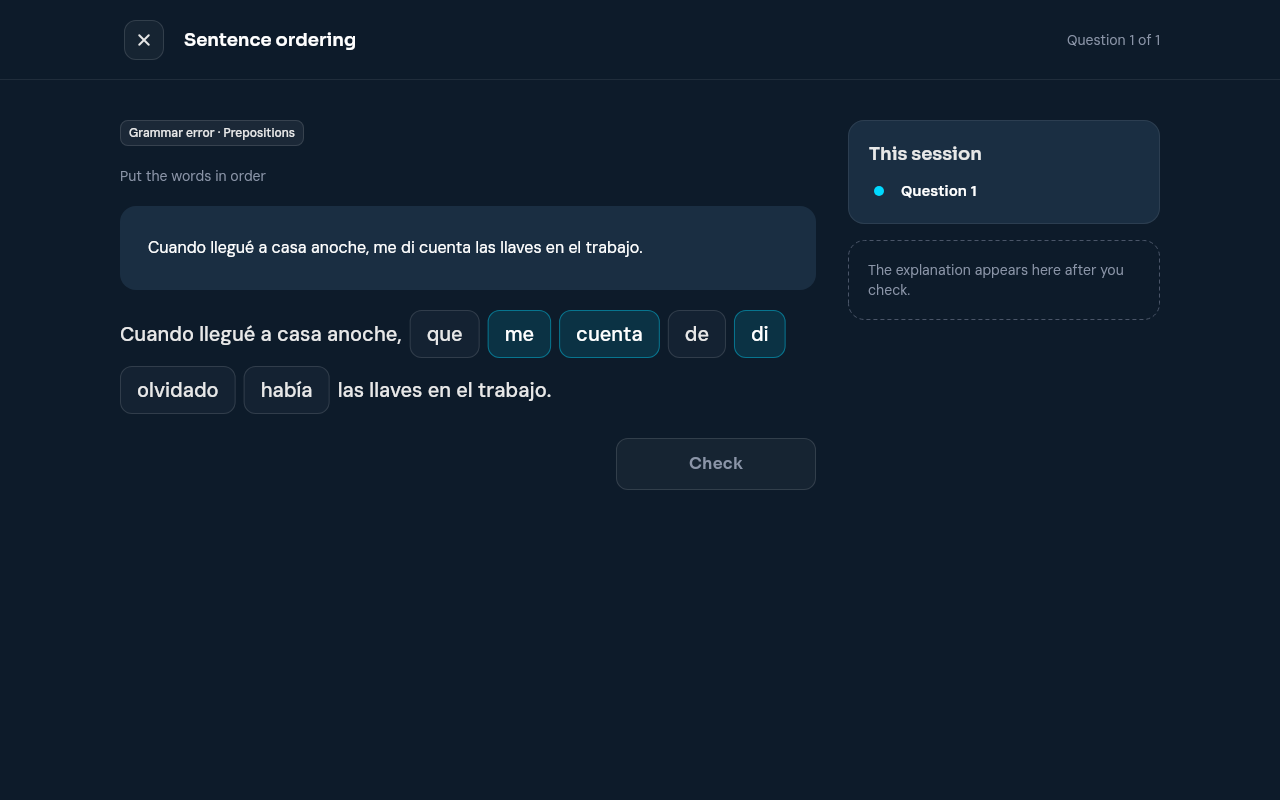 Sentence ordering
Question 1 of 1
Grammar error · Prepositions
Put the words in order
Cuando llegué a casa anoche, me di cuenta las llaves en el trabajo.
Cuando llegué a casa anoche, que me cuenta de di
olvidado había las llaves en el trabajo.
Check
This session
Question 1
The explanation appears here after you
check.